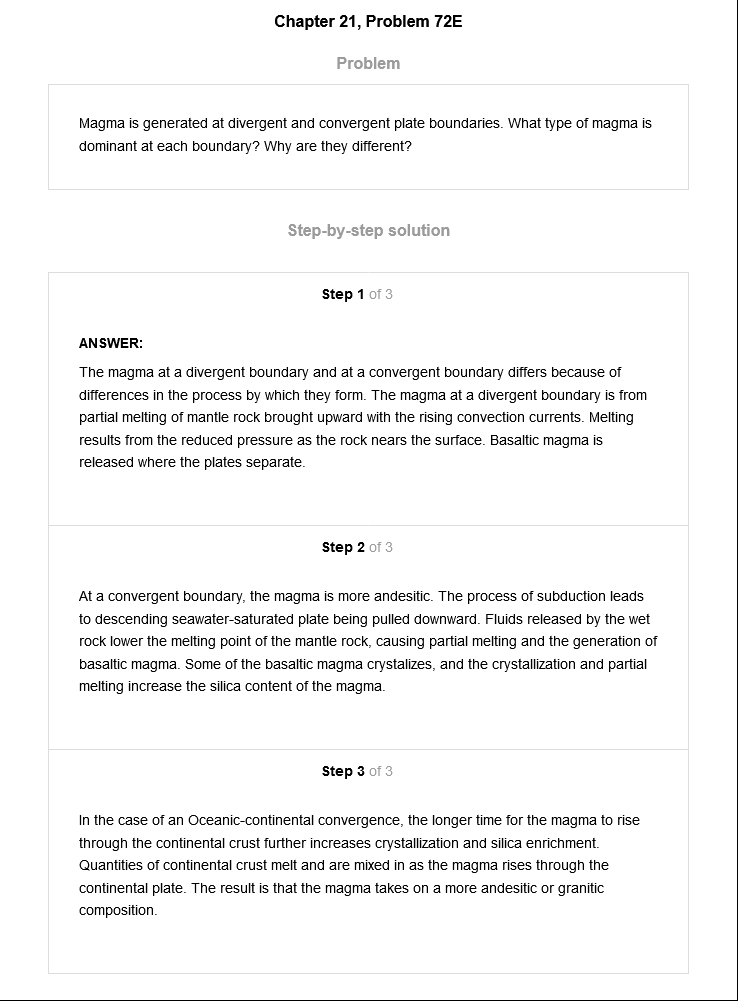 Chapter 21, Problem 72E
Problem
Magma is generated at divergent and convergent plate boundaries. What type of magma is
dominant at each boundary? Why are they different?
Step-by-step solution
Step 1 of 3
ANSWER:
The magma at a divergent boundary and at a convergent boundary differs because of
differences in the process by which they form. The magma at a divergent boundary is from
partial melting of mantle rock brought upward with the rising convection currents. Melting
results from the reduced pressure as the rock nears the surface. Basaltic magma is
released where the plates separate.
Step 2 of 3
At a convergent boundary, the magma is more andesitic. The process of subduction leads
to descending seawater-saturated plate being pulled downward. Fluids released by the wet
rock lower the melting point of the mantle rock, causing partial melting and the generation of
basaltic magma. Some of the basaltic magma crystalizes, and the crystallization and partial
melting increase the silica content of the magma.
Step 3 of 3
In the case of an Oceanic-continental convergence, the longer time for the magma to rise
through the continental crust further increases crystallization and silica enrichment.
Quantities of continental crust melt and are mixed in as the magma rises through the
continental plate. The result is that the magma takes on a more andesitic or granitic
composition.